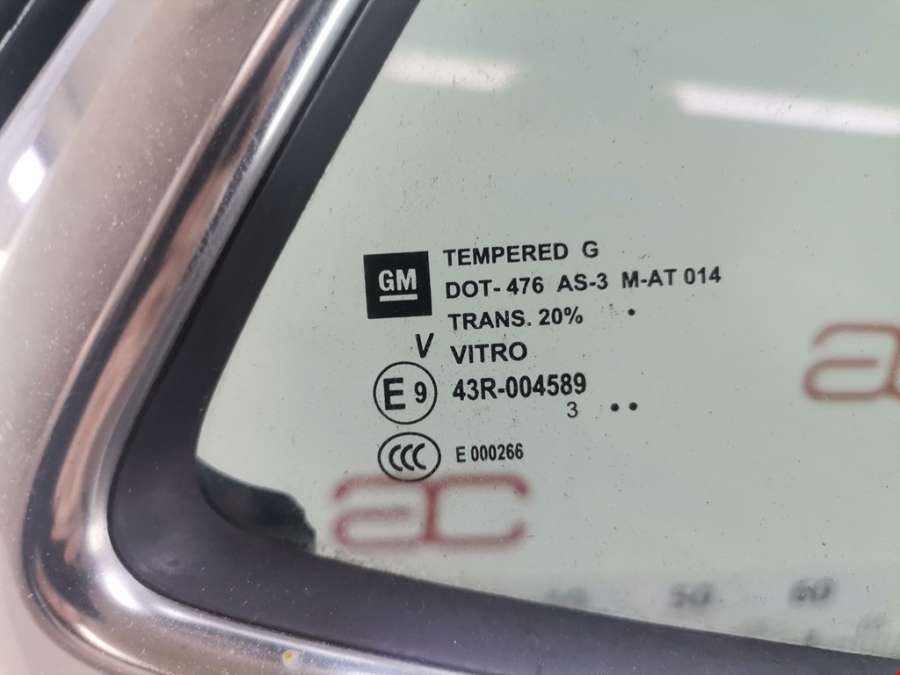 GM
TEMPERED G
DOT- 476 AS-3 M-AT 014
TRANS. 20%
V VITRO
E 9 43R-004589
3
CCC E 000266
ac
ac
50
60